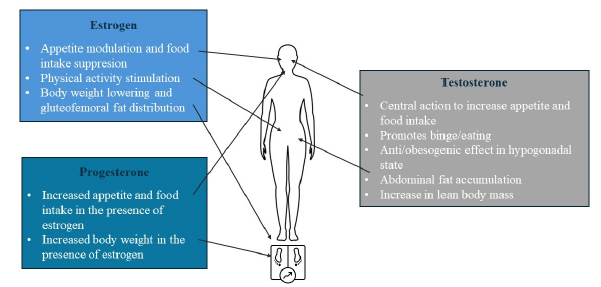 Estrogen
• Appetite modulation and food
intake suppresion
• Physical activity stimulation
• Body weight lowering and
gluteofemoral fat distribution
Progesterone
• Increased appetite and food
intake in the presence of
estrogen
• Increased body weight in the
presence of estrogen
Testosterone
• Central action to increase appetite and
food intake
• Promotes binge/eating
• Anti/obesogenic effect in hypogonadal
state
• Abdominal fat accumulation
• Increase in lean body mass